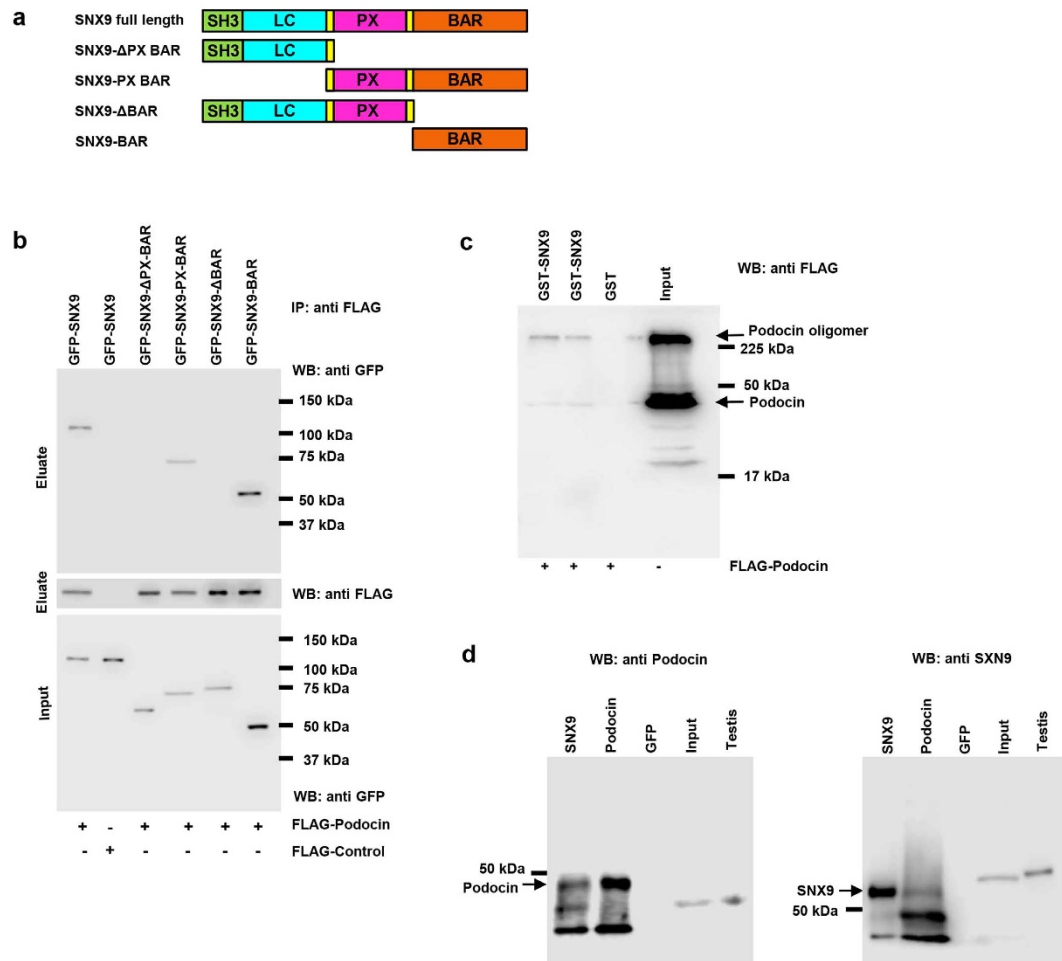 a
SNX9 full length SH3 LC PX BAR
SNX9-ΔPX BAR SH3 LC
SNX9-PX BAR PX BAR
SNX9-ΔBAR SH3 LC PX
SNX9-BAR BAR
b
GFP-SNX9
GFP-SNX9
GFP-SNX9-ΔPX-BAR
GFP-SNX9-PX-BAR
GFP-SNX9-ΔBAR
GFP-SNX9-BAR
IP: anti FLAG
WB: anti GFP
Eluate
150 kDa
100 kDa
75 kDa
50 kDa
37 kDa
Eluate
WB: anti FLAG
Input
150 kDa
100 kDa
75 kDa
50 kDa
37 kDa
WB: anti GFP
+ - + + + + FLAG-Podocin
- + - - - - FLAG-Control
c
GST-SNX9
GST-SNX9
GST
Input
WB: anti FLAG
Podocin oligomer
225 kDa
50 kDa
Podocin
17 kDa
+ + + - FLAG-Podocin
d
WB: anti Podocin
SNX9
Podocin
GFP
Input
Testis
50 kDa
Podocin
WB: anti SXN9
SNX9
Podocin
GFP
Input
Testis
SNX9
50 kDa